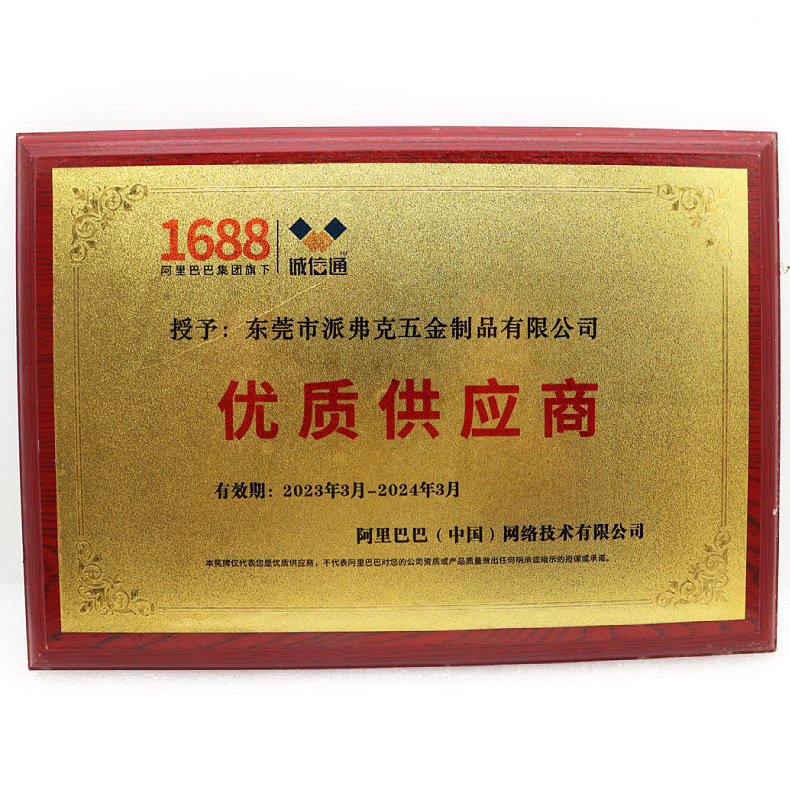 1688
阿里巴巴集团旗下
诚信通
授予：东莞市派弗克五金制品有限公司
优质供应商
有效期：2023年3月-2024年3月
阿里巴巴（中国）网络技术有限公司
本奖牌仅代表您是优质供应商，不代表阿里巴巴对您的公司资质或产品质量做出任何明示或暗示的担保或承诺。